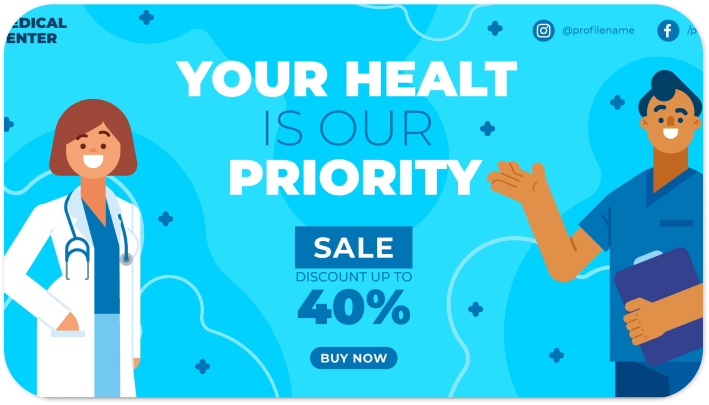 EDICAL
ENTER
@profilename
/p
YOUR HEALT
IS OUR
PRIORITY
SALE
DISCOUNT UP TO
40%
BUY NOW